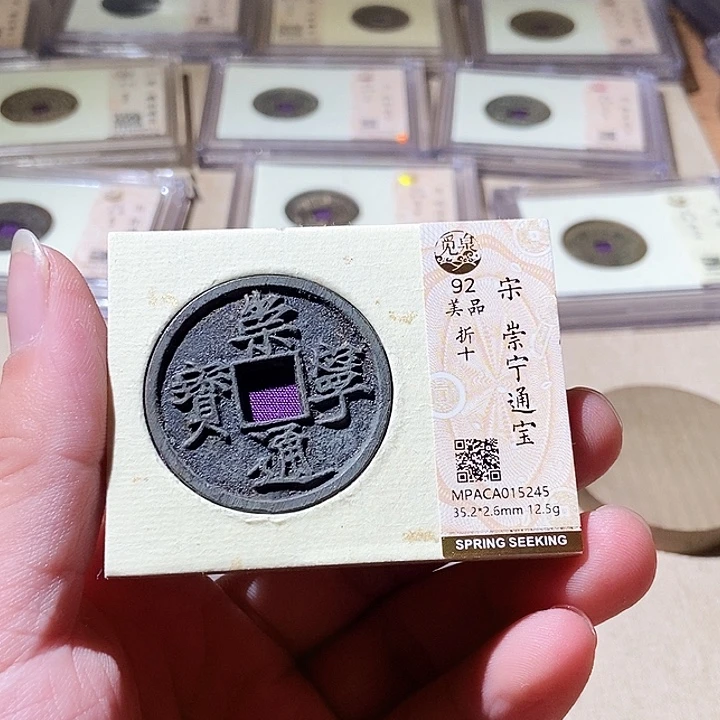 崇寧通寶
觅泉
92
美品
折十
宋 崇宁通宝
MPACA015245
35.2*2.6mm 12.5g
SPRING SEEKING